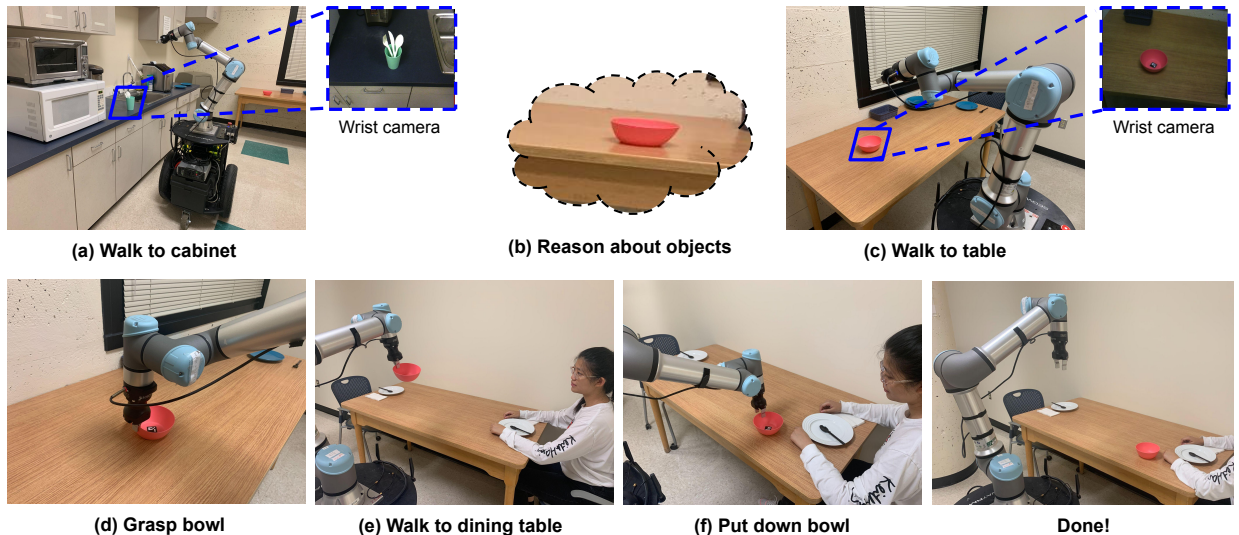 Wrist camera
Wrist camera
(a) Walk to cabinet
(b) Reason about objects
(c) Walk to table
(d) Grasp bowl
(e) Walk to dining table
(f) Put down bowl
Done!